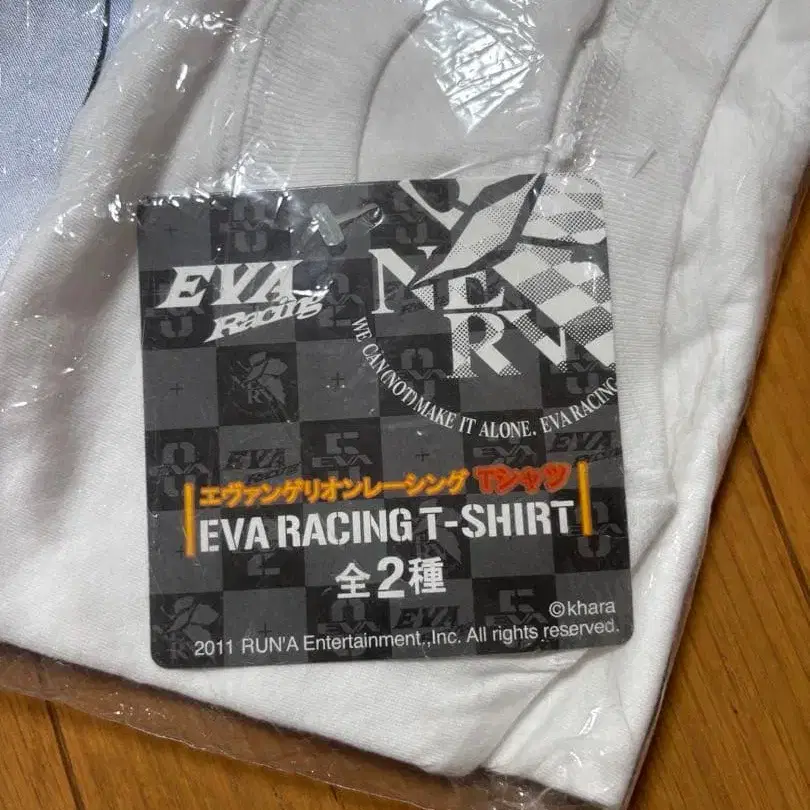 EVA
Racing
NERV
WE CAN(NOT) MAKE IT ALONE. EVA RACING
エヴァンゲリオンレーシング Tシャツ
EVA RACING T-SHIRT
全2種
©khara
2011 RUN'A Entertainment.,Inc. All rights reserved.